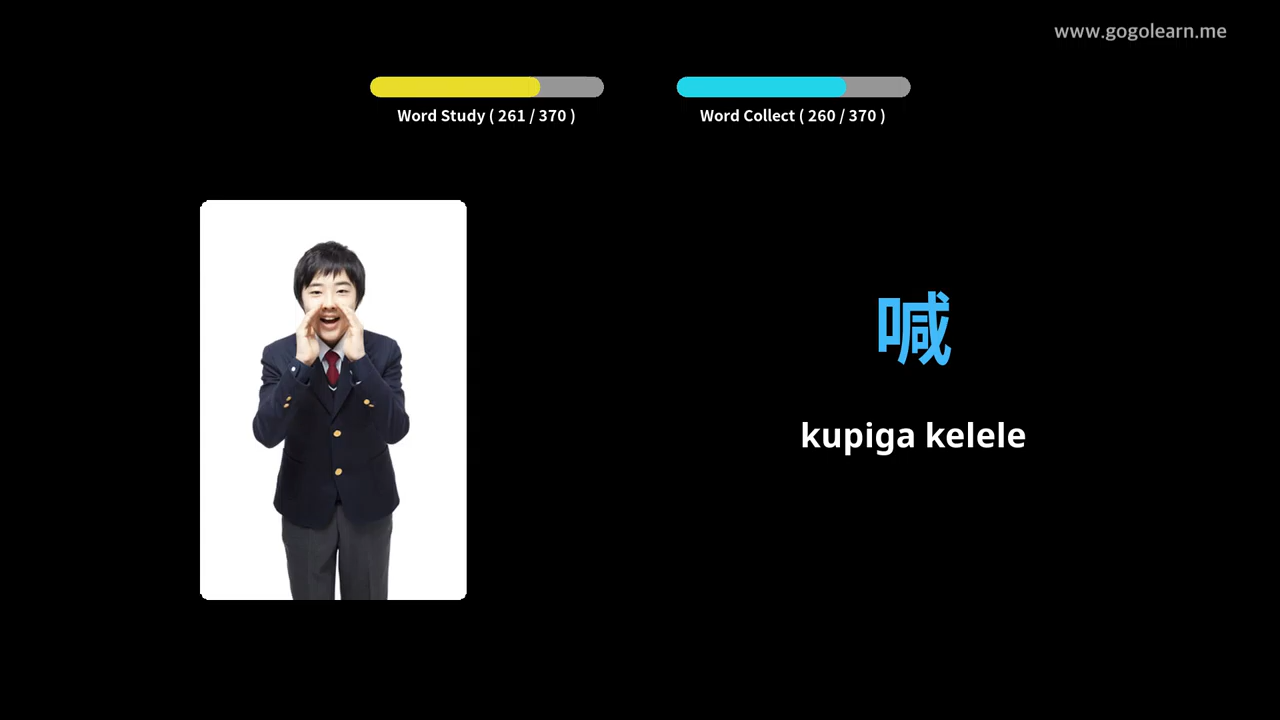 www.gogolearn.me
Word Study ( 261 / 370 )
Word Collect ( 260 / 370 )
喊
kupiga kelele